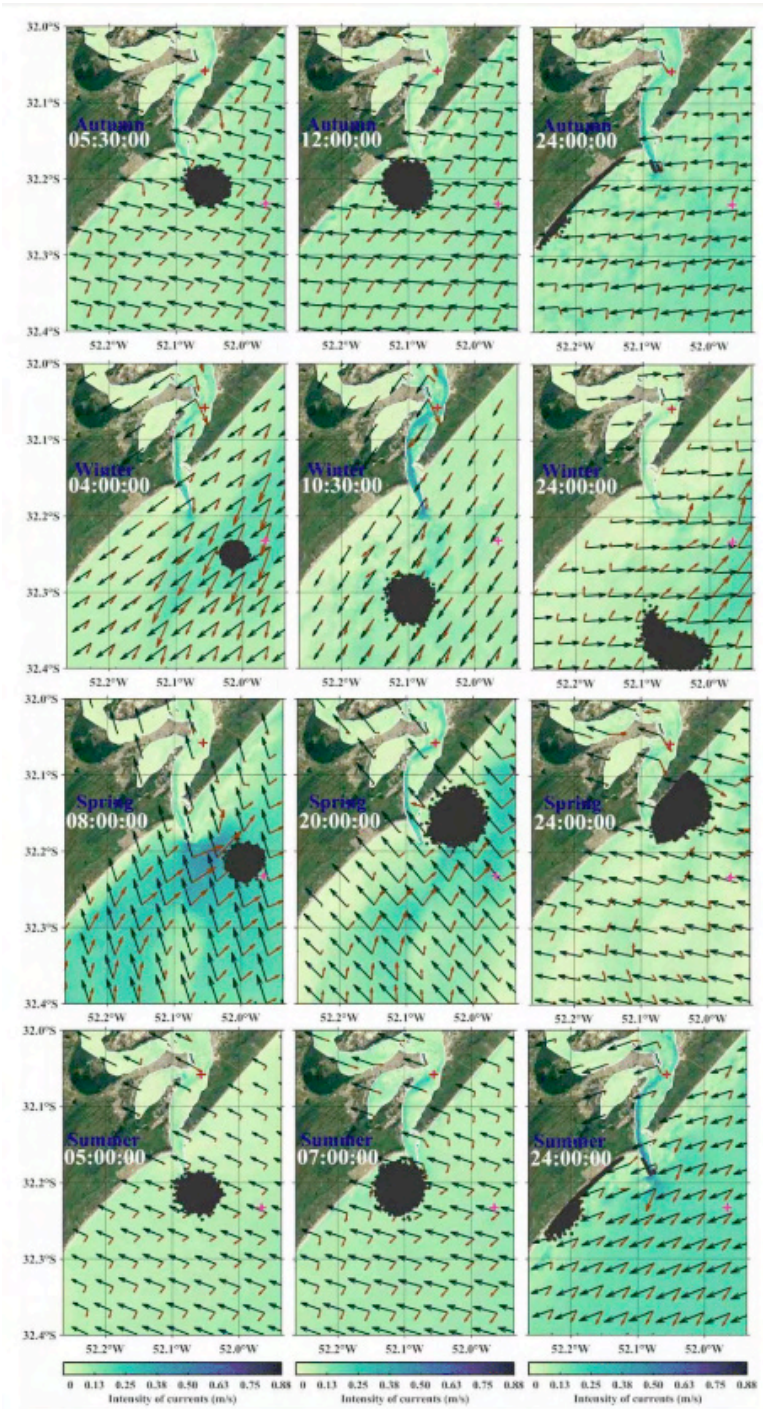 32.0°S
32.1°S
32.2°S
32.3°S
32.4°S
Autumn
05:30:00
Autumn
12:00:00
Autumn
24:00:00
52.2°W 52.1°W 52.0°W 52.2°W 52.1°W 52.0°W 52.2°W 52.1°W 52.0°W
32.0°S
32.1°S
32.2°S
32.3°S
32.4°S
Winter
04:00:00
Winter
10:30:00
Winter
24:00:00
52.2°W 52.1°W 52.0°W 52.2°W 52.1°W 52.0°W 52.2°W 52.1°W 52.0°W
32.0°S
32.1°S
32.2°S
32.3°S
32.4°S
Spring
08:00:00
Spring
20:00:00
Spring
24:00:00
52.2°W 52.1°W 52.0°W 52.2°W 52.1°W 52.0°W 52.2°W 52.1°W 52.0°W
32.0°S
32.1°S
32.2°S
32.3°S
32.4°S
Summer
05:00:00
Summer
07:00:00
Summer
24:00:00
52.2°W 52.1°W 52.0°W 52.2°W 52.1°W 52.0°W 52.2°W 52.1°W 52.0°W
0 0.13 0.25 0.38 0.50 0.63 0.75 0.88 0 0.13 0.25 0.38 0.50 0.63 0.75 0.88 0 0.13 0.25 0.38 0.50 0.63 0.75 0.88
Intensity of currents (m/s) Intensity of currents (m/s) Intensity of currents (m/s)